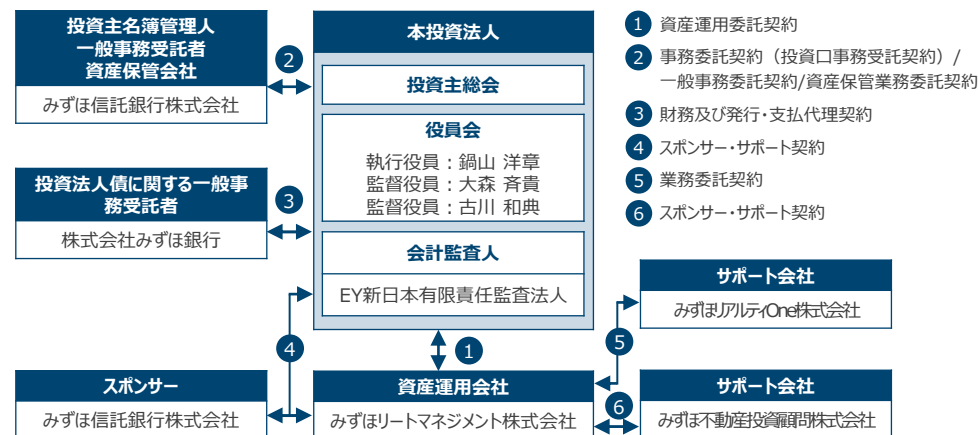 投資主名簿管理人
一般事務受託者
資産保管会社
みずほ信託銀行株式会社
2
投資法人債に関する一般事
務受託者
株式会社みずほ銀行
3
本投資法人
投資主総会
役員会
執行役員：鍋山 洋章
監督役員：大森 斉貴
監督役員：古川 和典
会計監査人
EY新日本有限責任監査法人
1 資産運用委託契約
2 事務委託契約（投資口事務受託契約）/
一般事務委託契約/資産保管業務委託契約
3 財務及び発行・支払代理契約
4 スポンサー・サポート契約
5 業務委託契約
6 スポンサー・サポート契約
サポート会社
みずほリアルティOne株式会社
4
1
5
スポンサー
みずほ信託銀行株式会社
資産運用会社
みずほリートマネジメント株式会社
6
サポート会社
みずほ不動産投資顧問株式会社